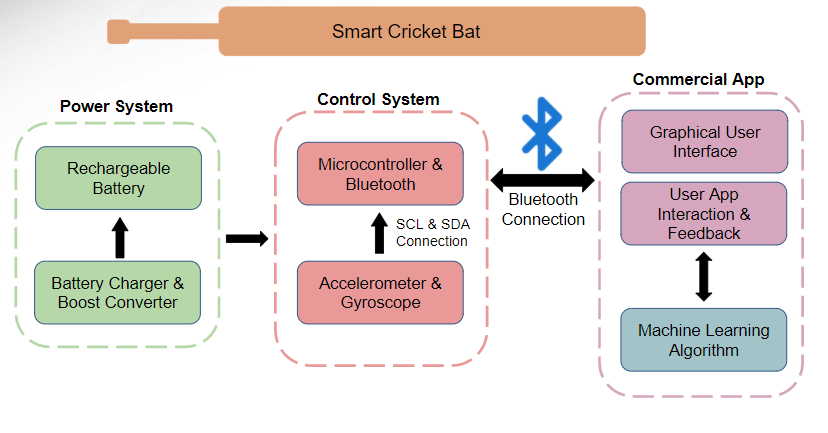 Smart Cricket Bat
Power System
Rechargeable
Battery
Battery Charger &
Boost Converter
Control System
Microcontroller &
Bluetooth
SCL & SDA
Connection
Accelerometer &
Gyroscope
Bluetooth
Connection
Commercial App
Graphical User
Interface
User App
Interaction &
Feedback
Machine Learning
Algorithm